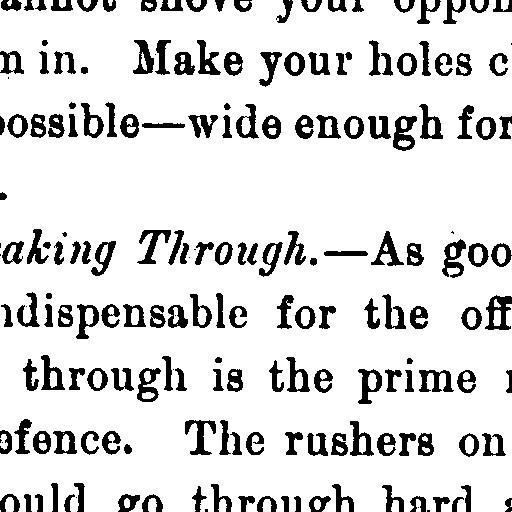 annot shove your oppon
m in. Make your holes c
possible—wide enough for
.
aking Through.—As goo
ndispensable for the off
through is the prime
efence. The rushers on
ould go through hard